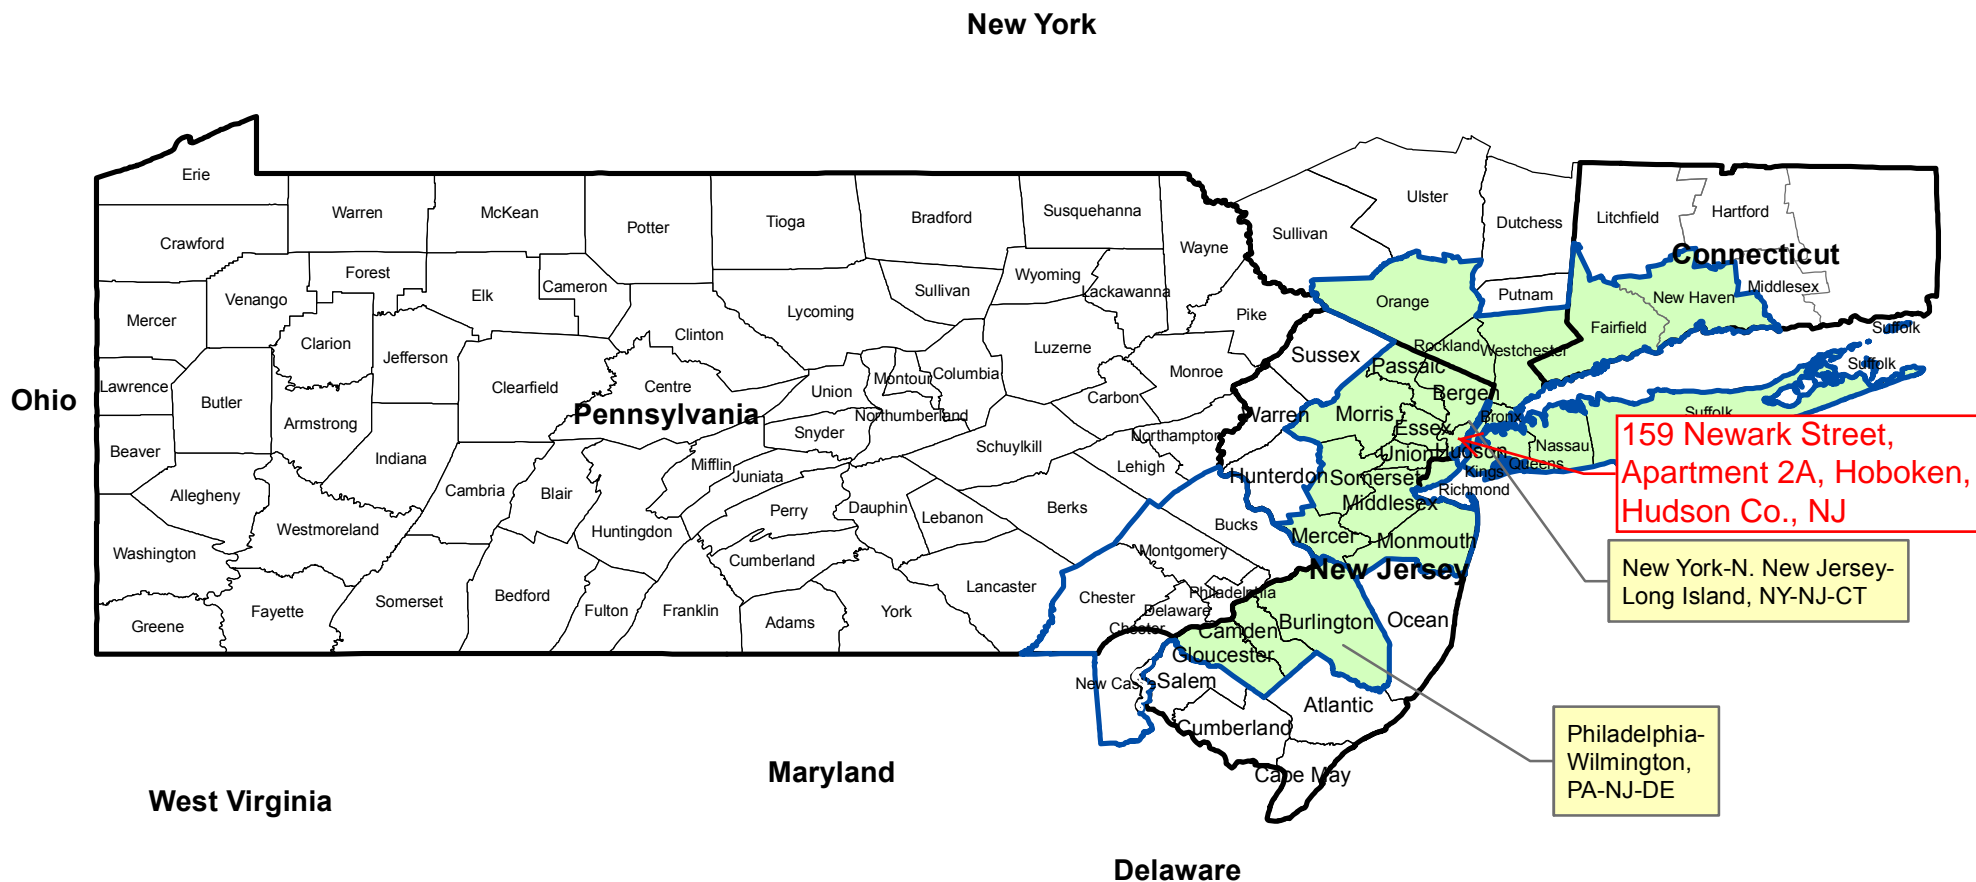 New York
Erie
Warren
McKean
Potter
Tioga
Bradford
Susquehanna
Wayne
Crawford
Forest
Elk
Cameron
Venango
Mercer
Clarion
Jefferson
Clinton
Lycoming
Sullivan
Wyoming
Lackawanna
Pike
Luzerne
Monroe
Carbon
Columbia
Montour
Union
Northumberland
Snyder
Centre
Clearfield
Pennsylvania
Ohio
Lawrence
Butler
Armstrong
Beaver
Indiana
Allegheny
Westmoreland
Cambria
Blair
Huntingdon
Mifflin
Juniata
Perry
Dauphin
Lebanon
Schuylkill
Northampton
Lehigh
Berks
Bucks
Montgomery
Washington
Greene
Fayette
Somerset
Bedford
Fulton
Franklin
Cumberland
Adams
York
Lancaster
Chester
Delaware
Philadelphia
Chester
Sullivan
Ulster
Dutchess
Orange
Putnam
Rockland
Westchester
Litchfield
Hartford
Connecticut
Middlesex
New Haven
Fairfield
Suffolk
Suffolk
Suffolk
Nassau
Bronx
Queens
Kings
Richmond
Sussex
Passaic
Bergen
Warren
Morris
Essex
Hudson
Union
Hunterdon
Somerset
Middlesex
Mercer
Monmouth
New Jersey
Ocean
Burlington
Camden
Gloucester
Salem
Atlantic
Cumberland
Cape May
159 Newark Street,
Apartment 2A, Hoboken,
Hudson Co., NJ
New York-N. New Jersey-
Long Island, NY-NJ-CT
Philadelphia-
Wilmington,
PA-NJ-DE
Maryland
West Virginia
Delaware